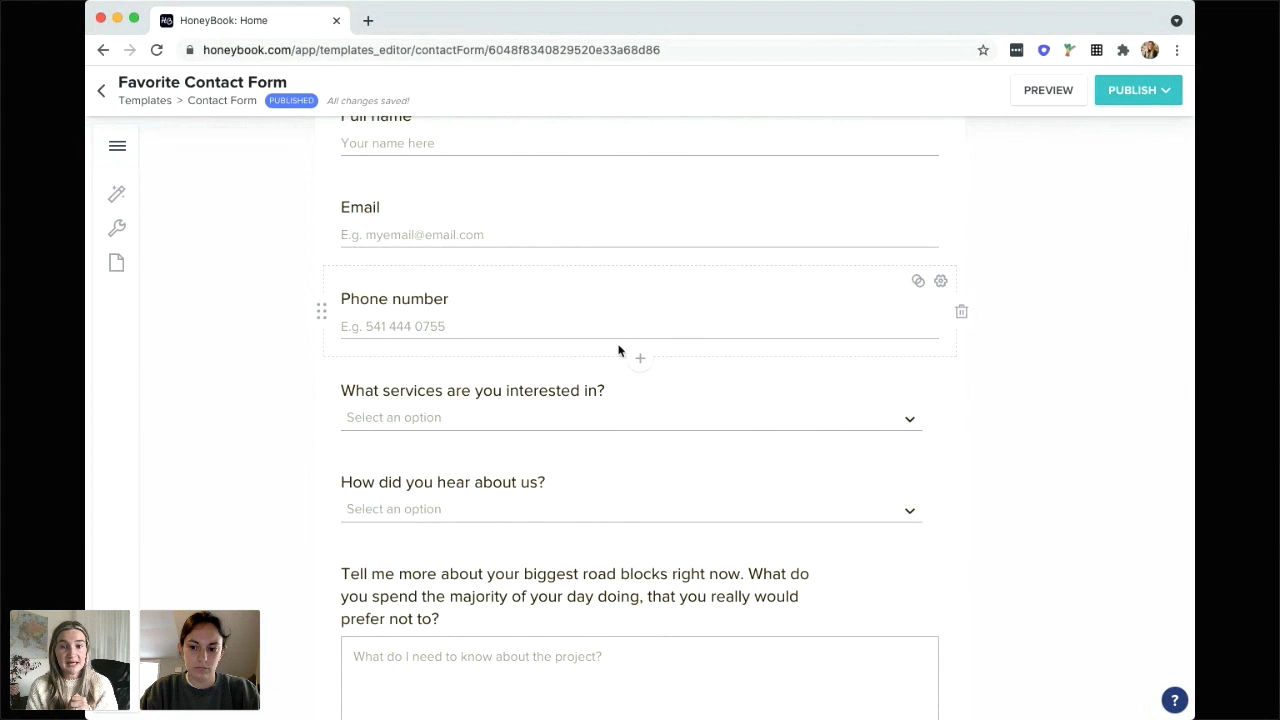 HB HoneyBook: Home
honeybook.com/app/templates_editor/contactForm/6048f8340829520e33a68d86
Favorite Contact Form
Templates > Contact Form PUBLISHED All changes saved!
PREVIEW
PUBLISH
Full name
Your name here
Email
E.g. myemail@email.com
Phone number
E.g. 541 444 0755
What services are you interested in?
Select an option
How did you hear about us?
Select an option
Tell me more about your biggest road blocks right now. What do
you spend the majority of your day doing, that you really would
prefer not to?
What do I need to know about the project?
?